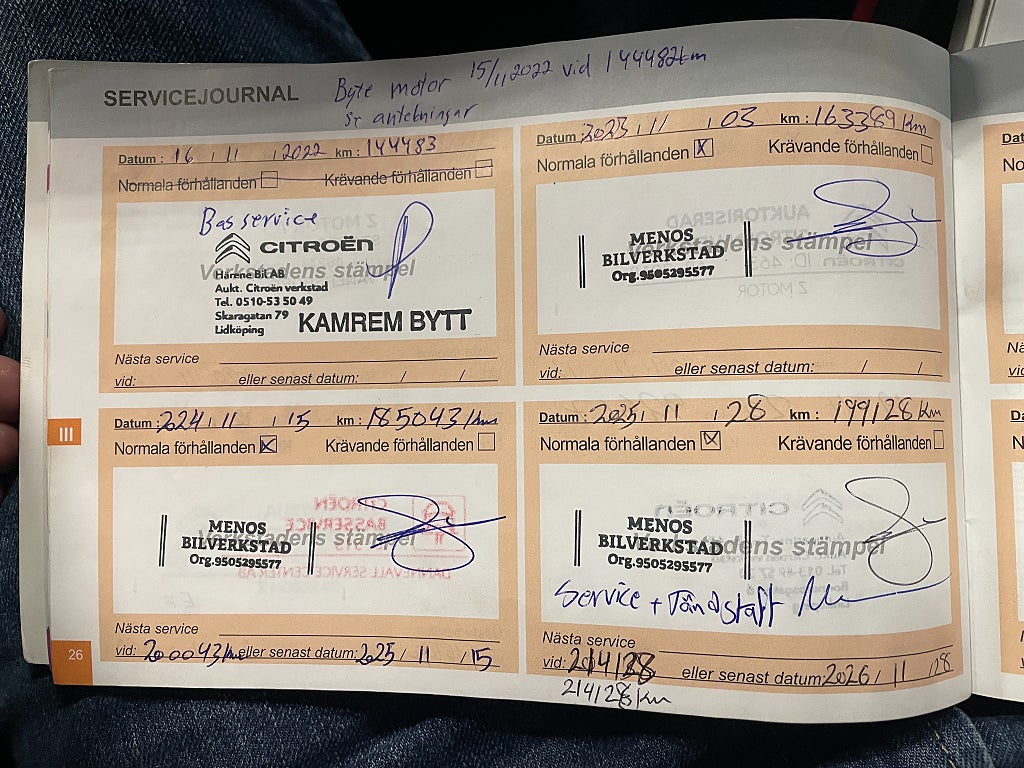 SERVICEJOURNAL
Byte motor 15/11 2022 vid 144482km
se anteckningar
Datum : 16 / 11 / 2022 km : 144483
Normala förhållanden Krävande förhållanden
Bas service
CITROËN
Verkstadens stämpel
Härene Bil AB
Aukt. Citroën verkstad
Tel. 0510-53 50 49
Skaragatan 79
Lidköping
KAMREM BYTT
Nästa service
vid: eller senast datum: / /
Datum : 2023 / 11 / 03 km : 163389 km
Normala förhållanden X Krävande förhållanden
Verkstadens stämpel
MENOS
BILVERKSTAD
Org.9505295577
Nästa service
vid: eller senast datum: / /
III
Datum : 2024 / 11 / 15 km : 185043 km
Normala förhållanden X Krävande förhållanden
Verkstadens stämpel
MENOS
BILVERKSTAD
Org.9505295577
Nästa service
vid: 200043 km eller senast datum: 2025 / 11 / 15
Datum : 2025 / 11 / 28 km : 199128 km
Normala förhållanden X Krävande förhållanden
Verkstadens stämpel
MENOS
BILVERKSTAD
Org.9505295577
Service + Tändstift
Nästa service
vid: 214128 eller senast datum: 2026 / 11 / 28
214128 km
26